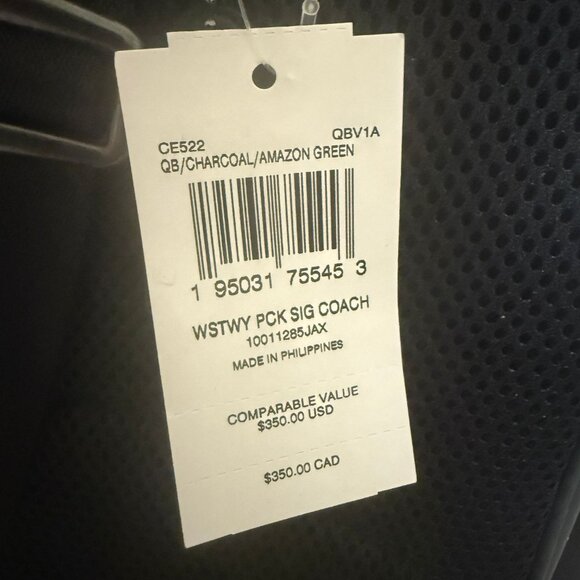 CE522 QBV1A
QB/CHARCOAL/AMAZON GREEN
1 95031 75545 3
WSTWY PCK SIG COACH
10011285JAX
MADE IN PHILIPPINES
COMPARABLE VALUE
$350.00 USD
$350.00 CAD